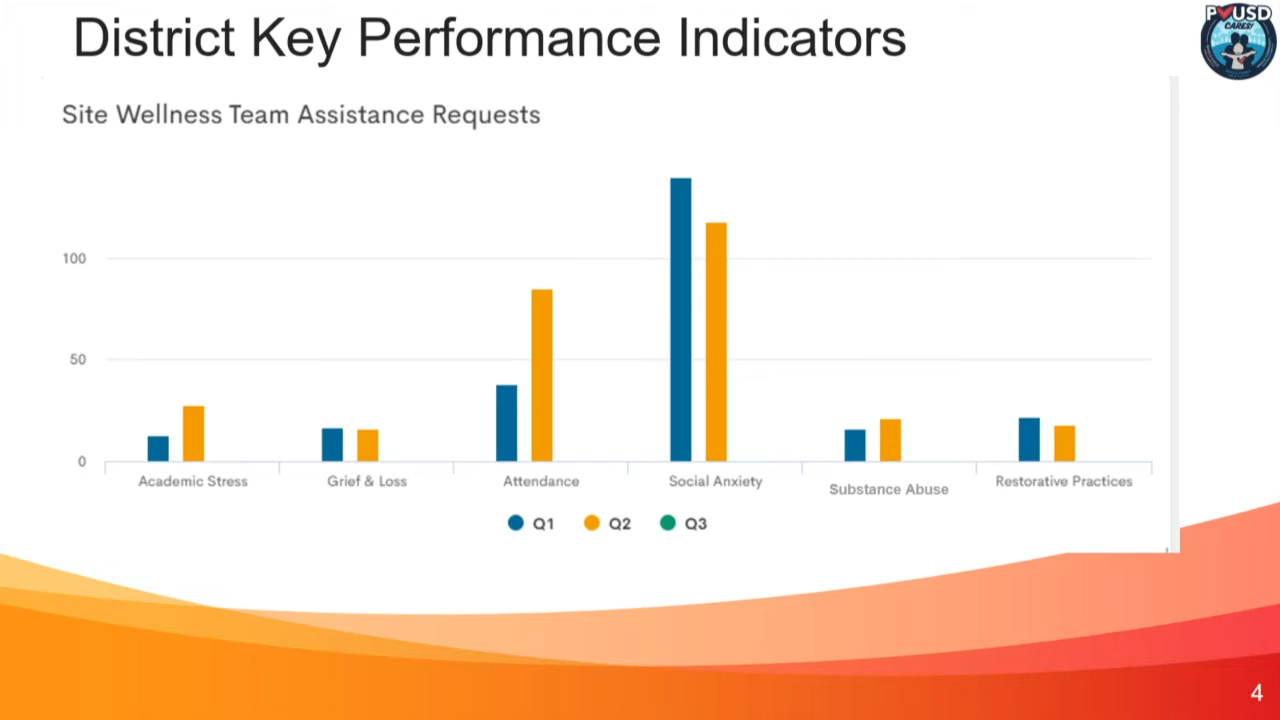 District Key Performance Indicators
PVUSD
CARES!
Site Wellness Team Assistance Requests
100
50
0
Academic Stress
Grief & Loss
Attendance
Social Anxiety
Substance Abuse
Restorative Practices
Q1
Q2
Q3
4